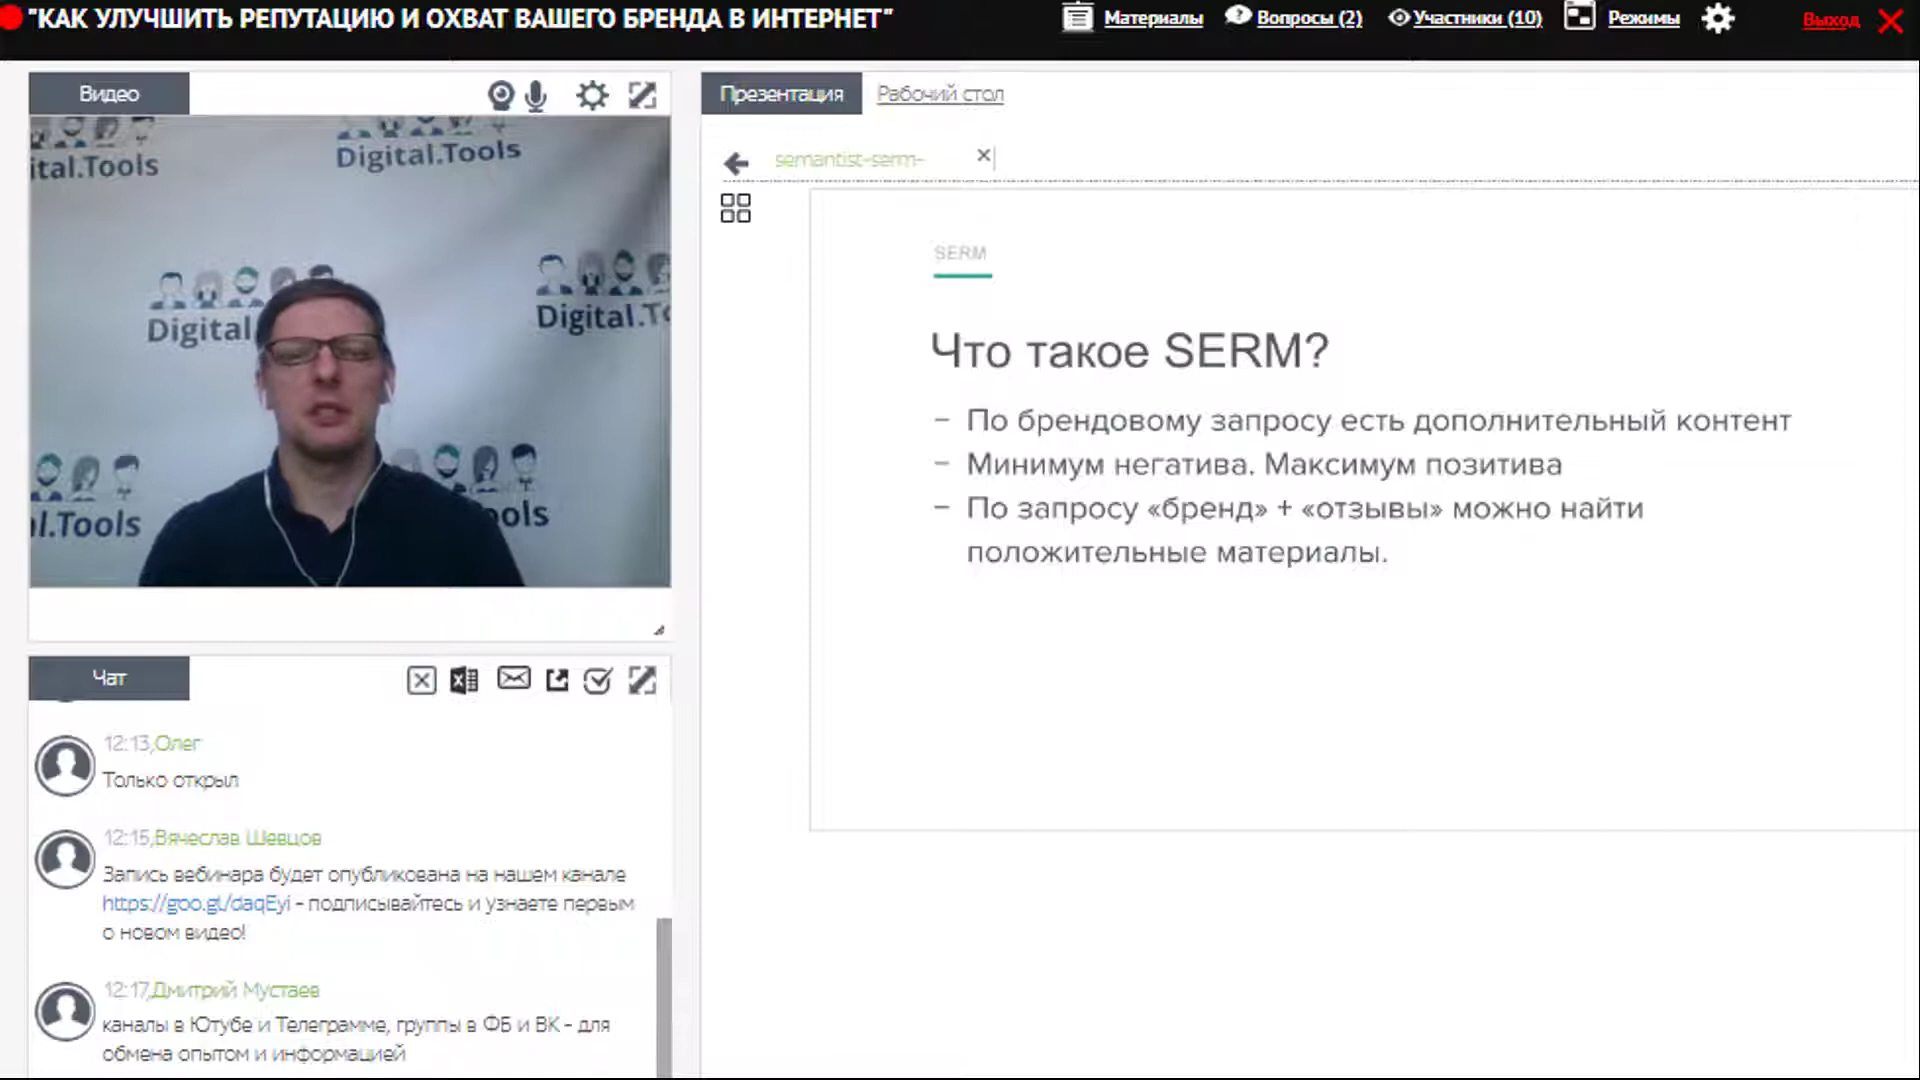 "КАК УЛУЧШИТЬ РЕПУТАЦИЮ И ОХВАТ ВАШЕГО БРЕНДА В ИНТЕРНЕТ"
Материалы
Вопросы (2)
Участники (10)
Режимы
Выход
Видео
Презентация
Рабочий стол
semantist-serm-
ital.Tools
Digital.Tools
Digital.
Digital.To
al.Tools
ools
SERM
Что такое SERM?
- По брендовому запросу есть дополнительный контент
- Минимум негатива. Максимум позитива
- По запросу «бренд» + «отзывы» можно найти
положительные материалы.
Чат
12:13,Олег
Только открыл
12:15,Вячеслав Шевцов
Запись вебинара будет опубликована на нашем канале
https://goo.gl/daqEyi - подписывайтесь и узнаете первым
о новом видео!
12:17,Дмитрий Мустаев
каналы в Ютубе и Телеграмме, группы в ФБ и ВК - для
обмена опытом и информацией